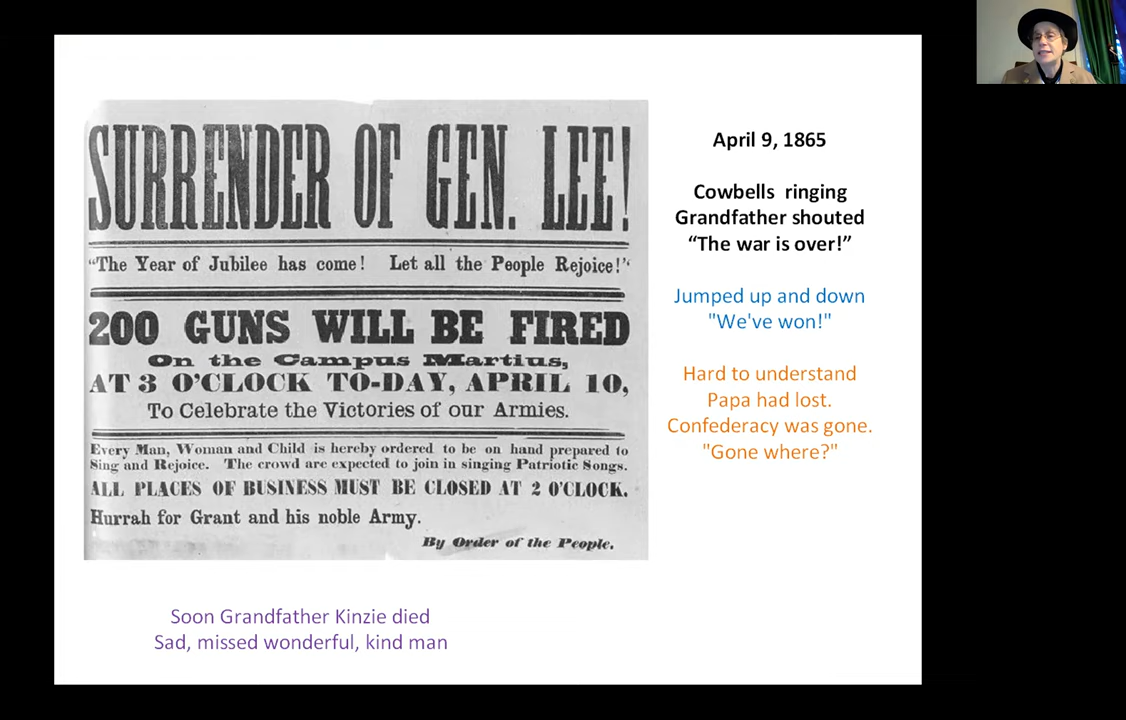 SURRENDER OF GEN. LEE!
"The Year of Jubilee has come! Let all the People Rejoice!"
200 GUNS WILL BE FIRED
On the Campus Martius,
AT 3 O'CLOCK TO-DAY, APRIL 10,
To Celebrate the Victories of our Armies.
Every Man, Woman and Child is hereby ordered to be on hand prepared to
Sing and Rejoice. The crowd are expected to join in singing Patriotic Songs.
ALL PLACES OF BUSINESS MUST BE CLOSED AT 2 O'CLOCK.
Hurrah for Grant and his noble Army.
By Order of the People.
April 9, 1865
Cowbells ringing
Grandfather shouted
“The war is over!”
Jumped up and down
"We've won!"
Hard to understand
Papa had lost.
Confederacy was gone.
"Gone where?"
Soon Grandfather Kinzie died
Sad, missed wonderful, kind man